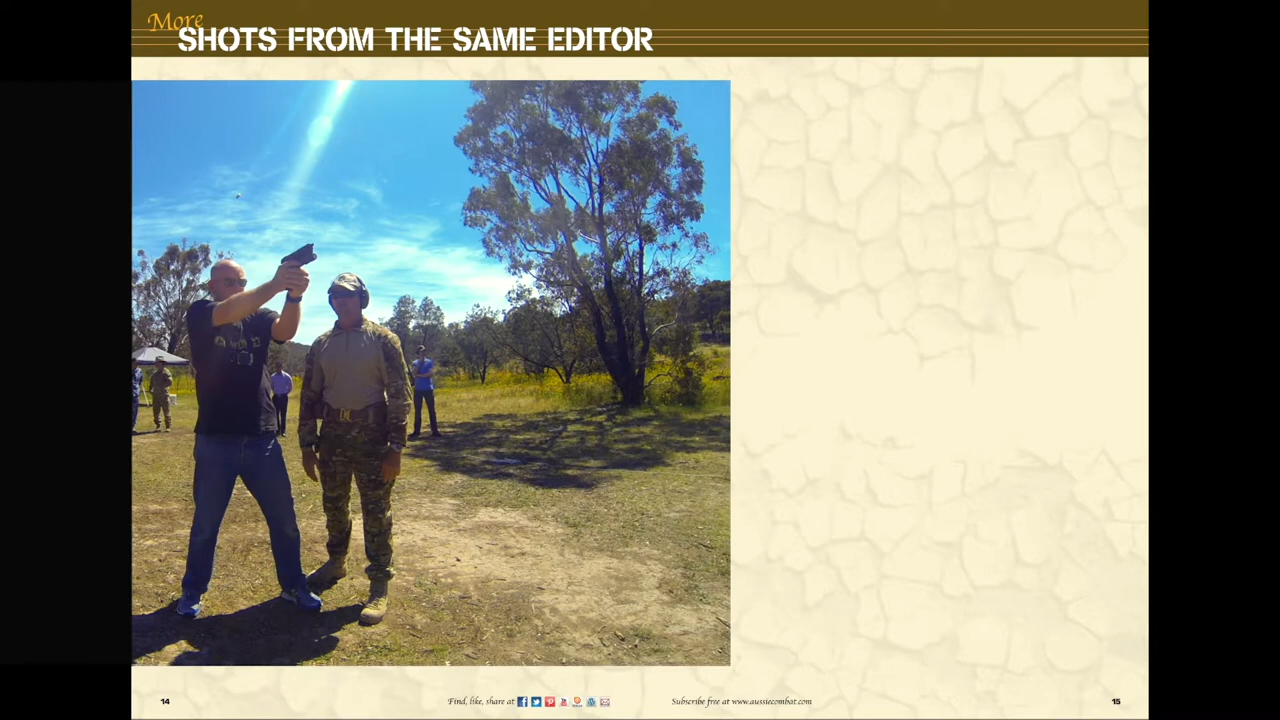 More
SHOTS FROM THE SAME EDITOR
14
Find, like, share at
Subscribe free at www.aussiecombat.com
15